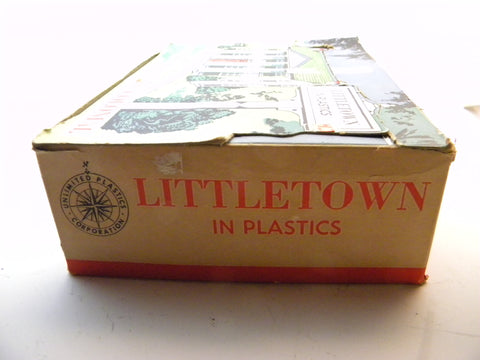 UNLIMITED PLASTICS
CORPORATION
LITTLETOWN
IN PLASTICS